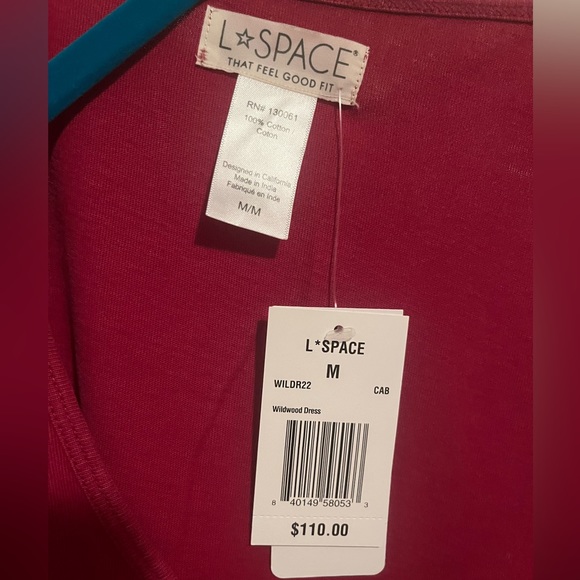 L☆SPACE®
THAT FEEL GOOD FIT
RN# 130061
100% Cotton
Coton
Designed in California
Made in India
Fabriqué en Inde
M/M
L*SPACE
M
WILDR22 CAB
Wildwood Dress
6 40149 58053 3
$110.00